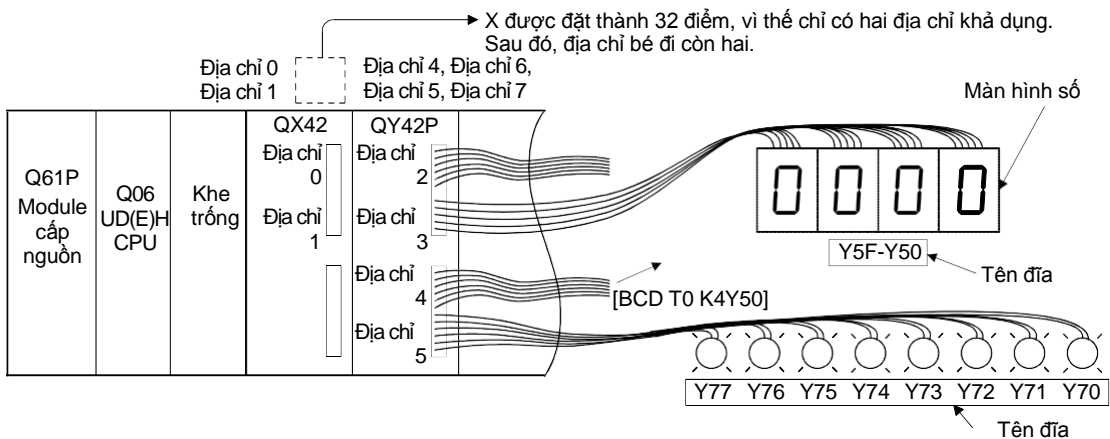 X được đặt thành 32 điểm, vì thế chỉ có hai địa chỉ khả dụng.
Sau đó, địa chỉ bé đi còn hai.
Địa chỉ 0
Địa chỉ 1
Địa chỉ 4, Địa chỉ 6,
Địa chỉ 5, Địa chỉ 7
Màn hình số
Q61P
Module
cấp
nguồn
Q06
UD(E)H
CPU
Khe
trống
QX42
Địa chỉ
0
Địa chỉ
1
QY42P
Địa chỉ
2
Địa chỉ
3
Địa chỉ
4
Địa chỉ
5
0 0 0 0
Y5F-Y50
Tên đĩa
[BCD T0 K4Y50]
Y77 Y76 Y75 Y74 Y73 Y72 Y71 Y70
Tên đĩa